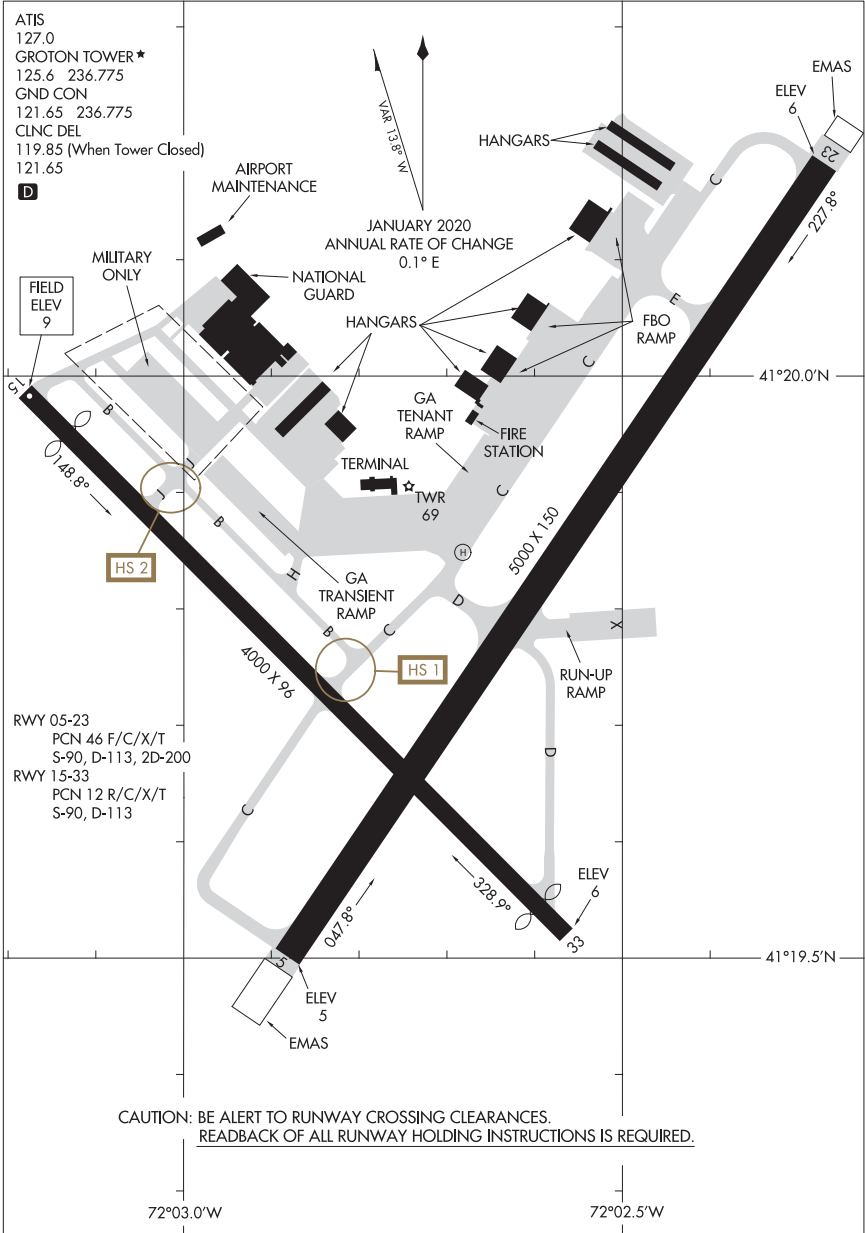 ATIS
127.0
GROTON TOWER★
125.6 236.775
GND CON
121.65 236.775
CLNC DEL
119.85 (When Tower Closed)
121.65
D
VAR 13.8° W
JANUARY 2020
ANNUAL RATE OF CHANGE
0.1° E
EMAS
ELEV
6
23
227.8°
HANGARS
C
AIRPORT
MAINTENANCE
MILITARY
ONLY
NATIONAL
GUARD
FIELD
ELEV
9
HANGARS
E
FBO
RAMP
C
41°20.0'N
15
B
148.8°
GA
TENANT
RAMP
FIRE
STATION
TERMINAL
TWR
69
J
J
C
HS 2
B
H
5000 X 150
H
GA
TRANSIENT
RAMP
D
B
C
X
HS 1
RUN-UP
RAMP
4000 X 96
RWY 05-23
PCN 46 F/C/X/T
S-90, D-113, 2D-200
RWY 15-33
PCN 12 R/C/X/T
S-90, D-113
D
C
328.9°
ELEV
6
33
047.8°
5
41°19.5'N
ELEV
5
EMAS
CAUTION: BE ALERT TO RUNWAY CROSSING CLEARANCES.
READBACK OF ALL RUNWAY HOLDING INSTRUCTIONS IS REQUIRED.
72°03.0'W
72°02.5'W